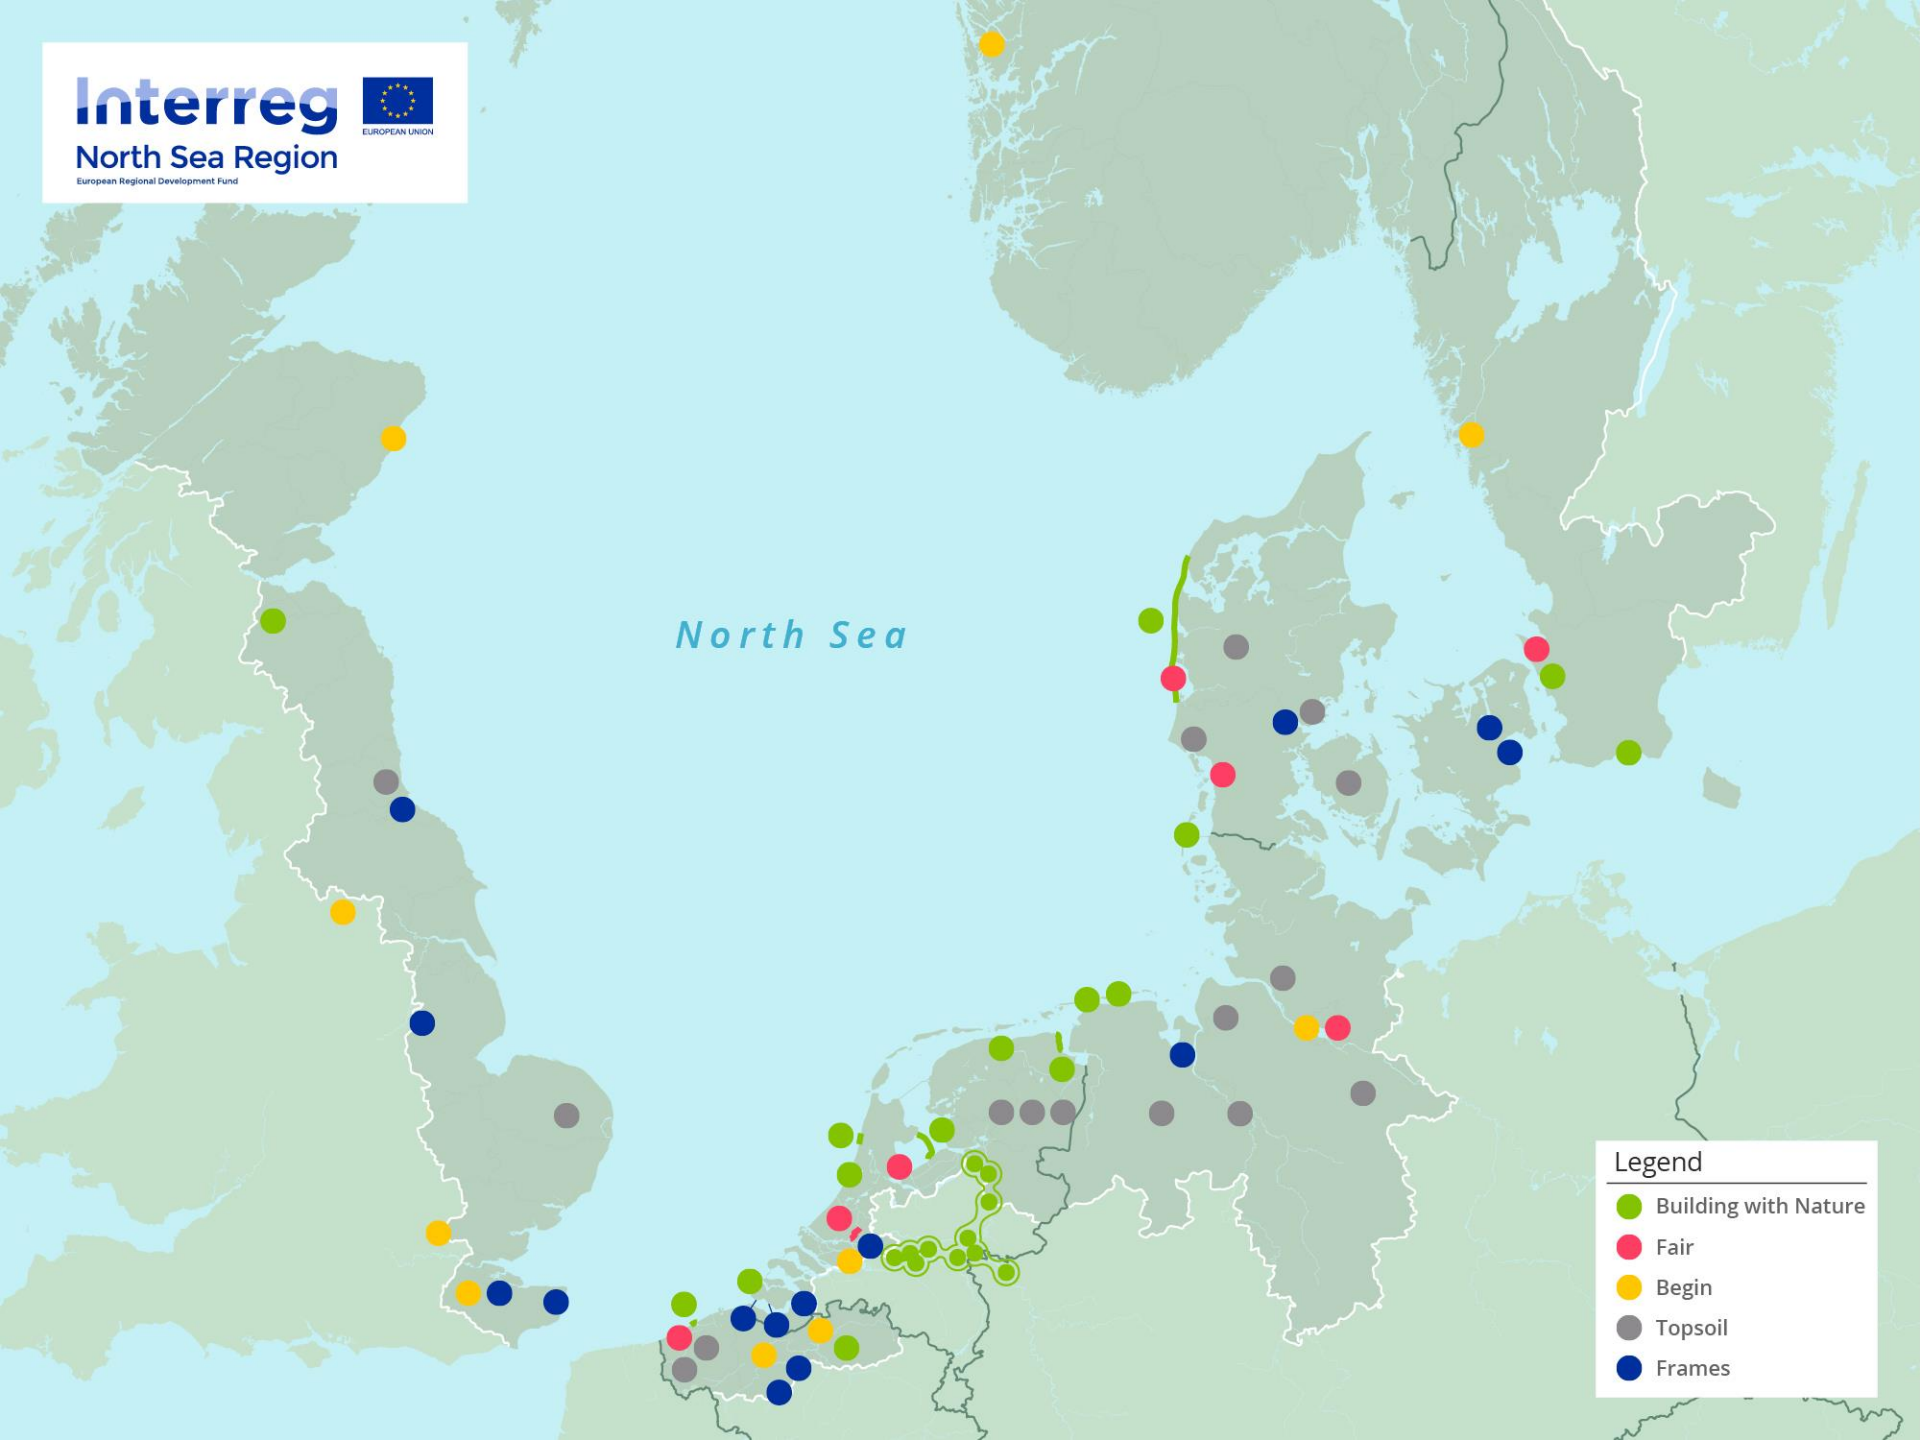 Interreg
EUROPEAN UNION
North Sea Region
European Regional Development Fund
North Sea
Legend
Building with Nature
Fair
Begin
Topsoil
Frames